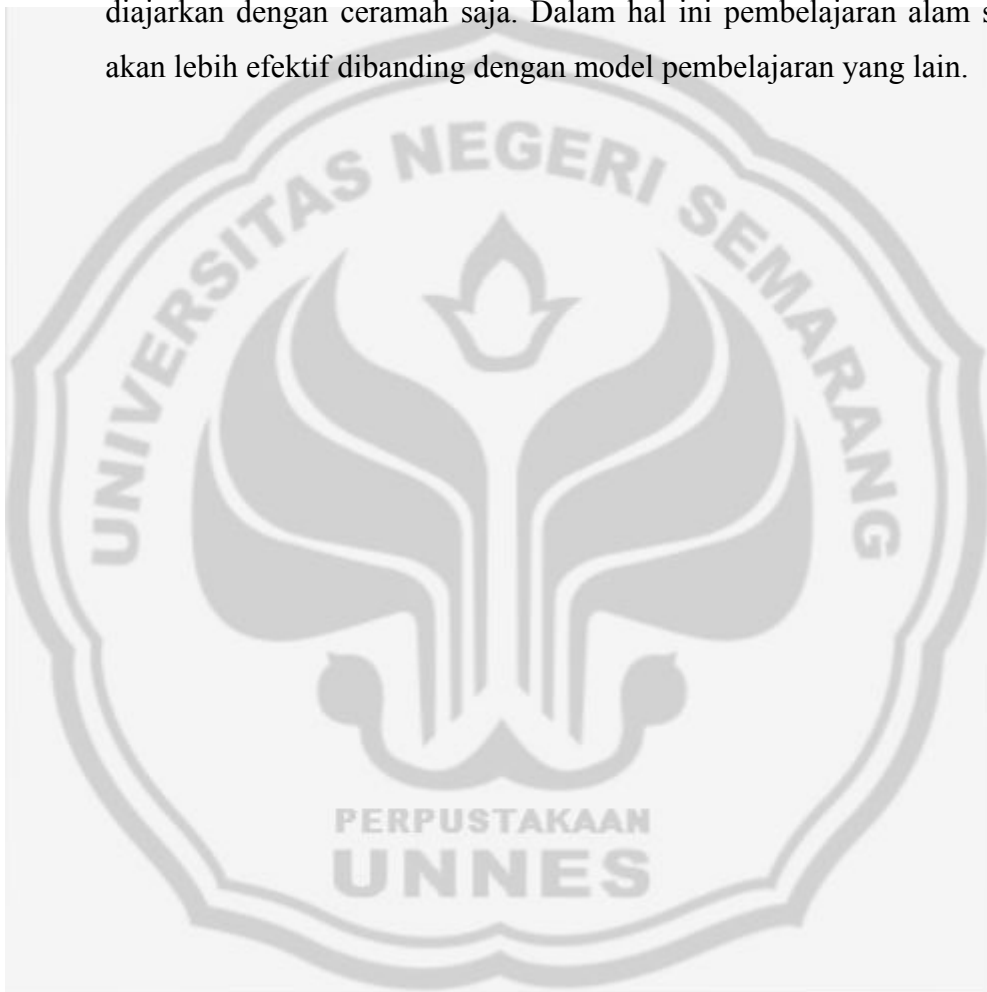 diajarkan dengan ceramah saja. Dalam hal ini pembelajaran alam s
akan lebih efektif dibanding dengan model pembelajaran yang lain.
UNIVERSITAS NEGERI SEMARANG
PERPUSTAKAAN
UNNES